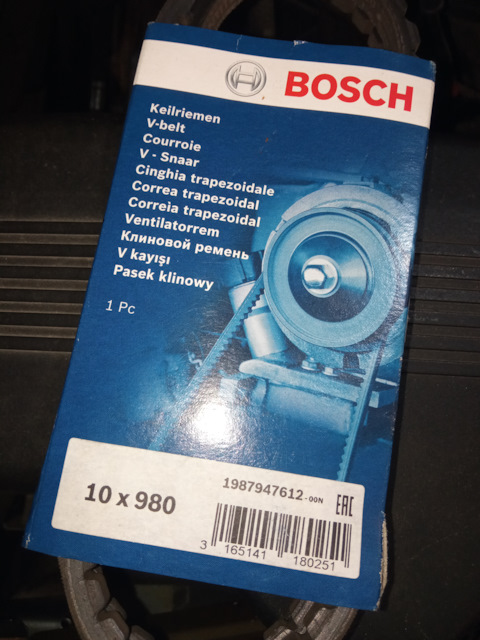 BOSCH
Keilriemen
V-belt
Courroie
V - Snaar
Cinghia trapezoidale
Correa trapezoidal
Correia trapezoidal
Ventilatorrem
Клиновой ремень
V kayışı
Pasek klinowy
1 Pc
10 x 980
1987947612-00N
EAC
3 165141 180251